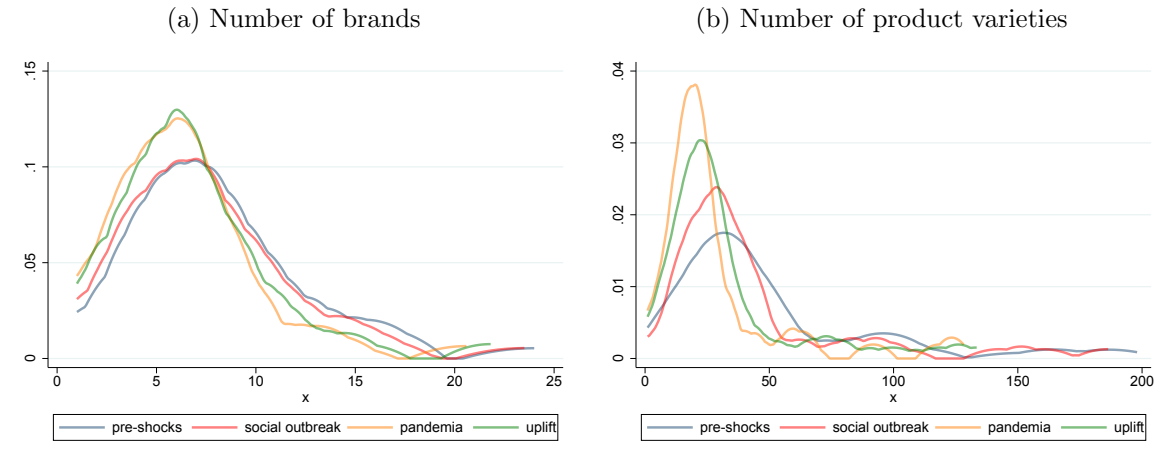 (a) Number of brands
.15
.1
.05
0
0 5 10 15 20 25
x
pre-shocks social outbreak pandemia uplift
(b) Number of product varieties
.04
.03
.02
.01
0
0 50 100 150 200
x
pre-shocks social outbreak pandemia uplift